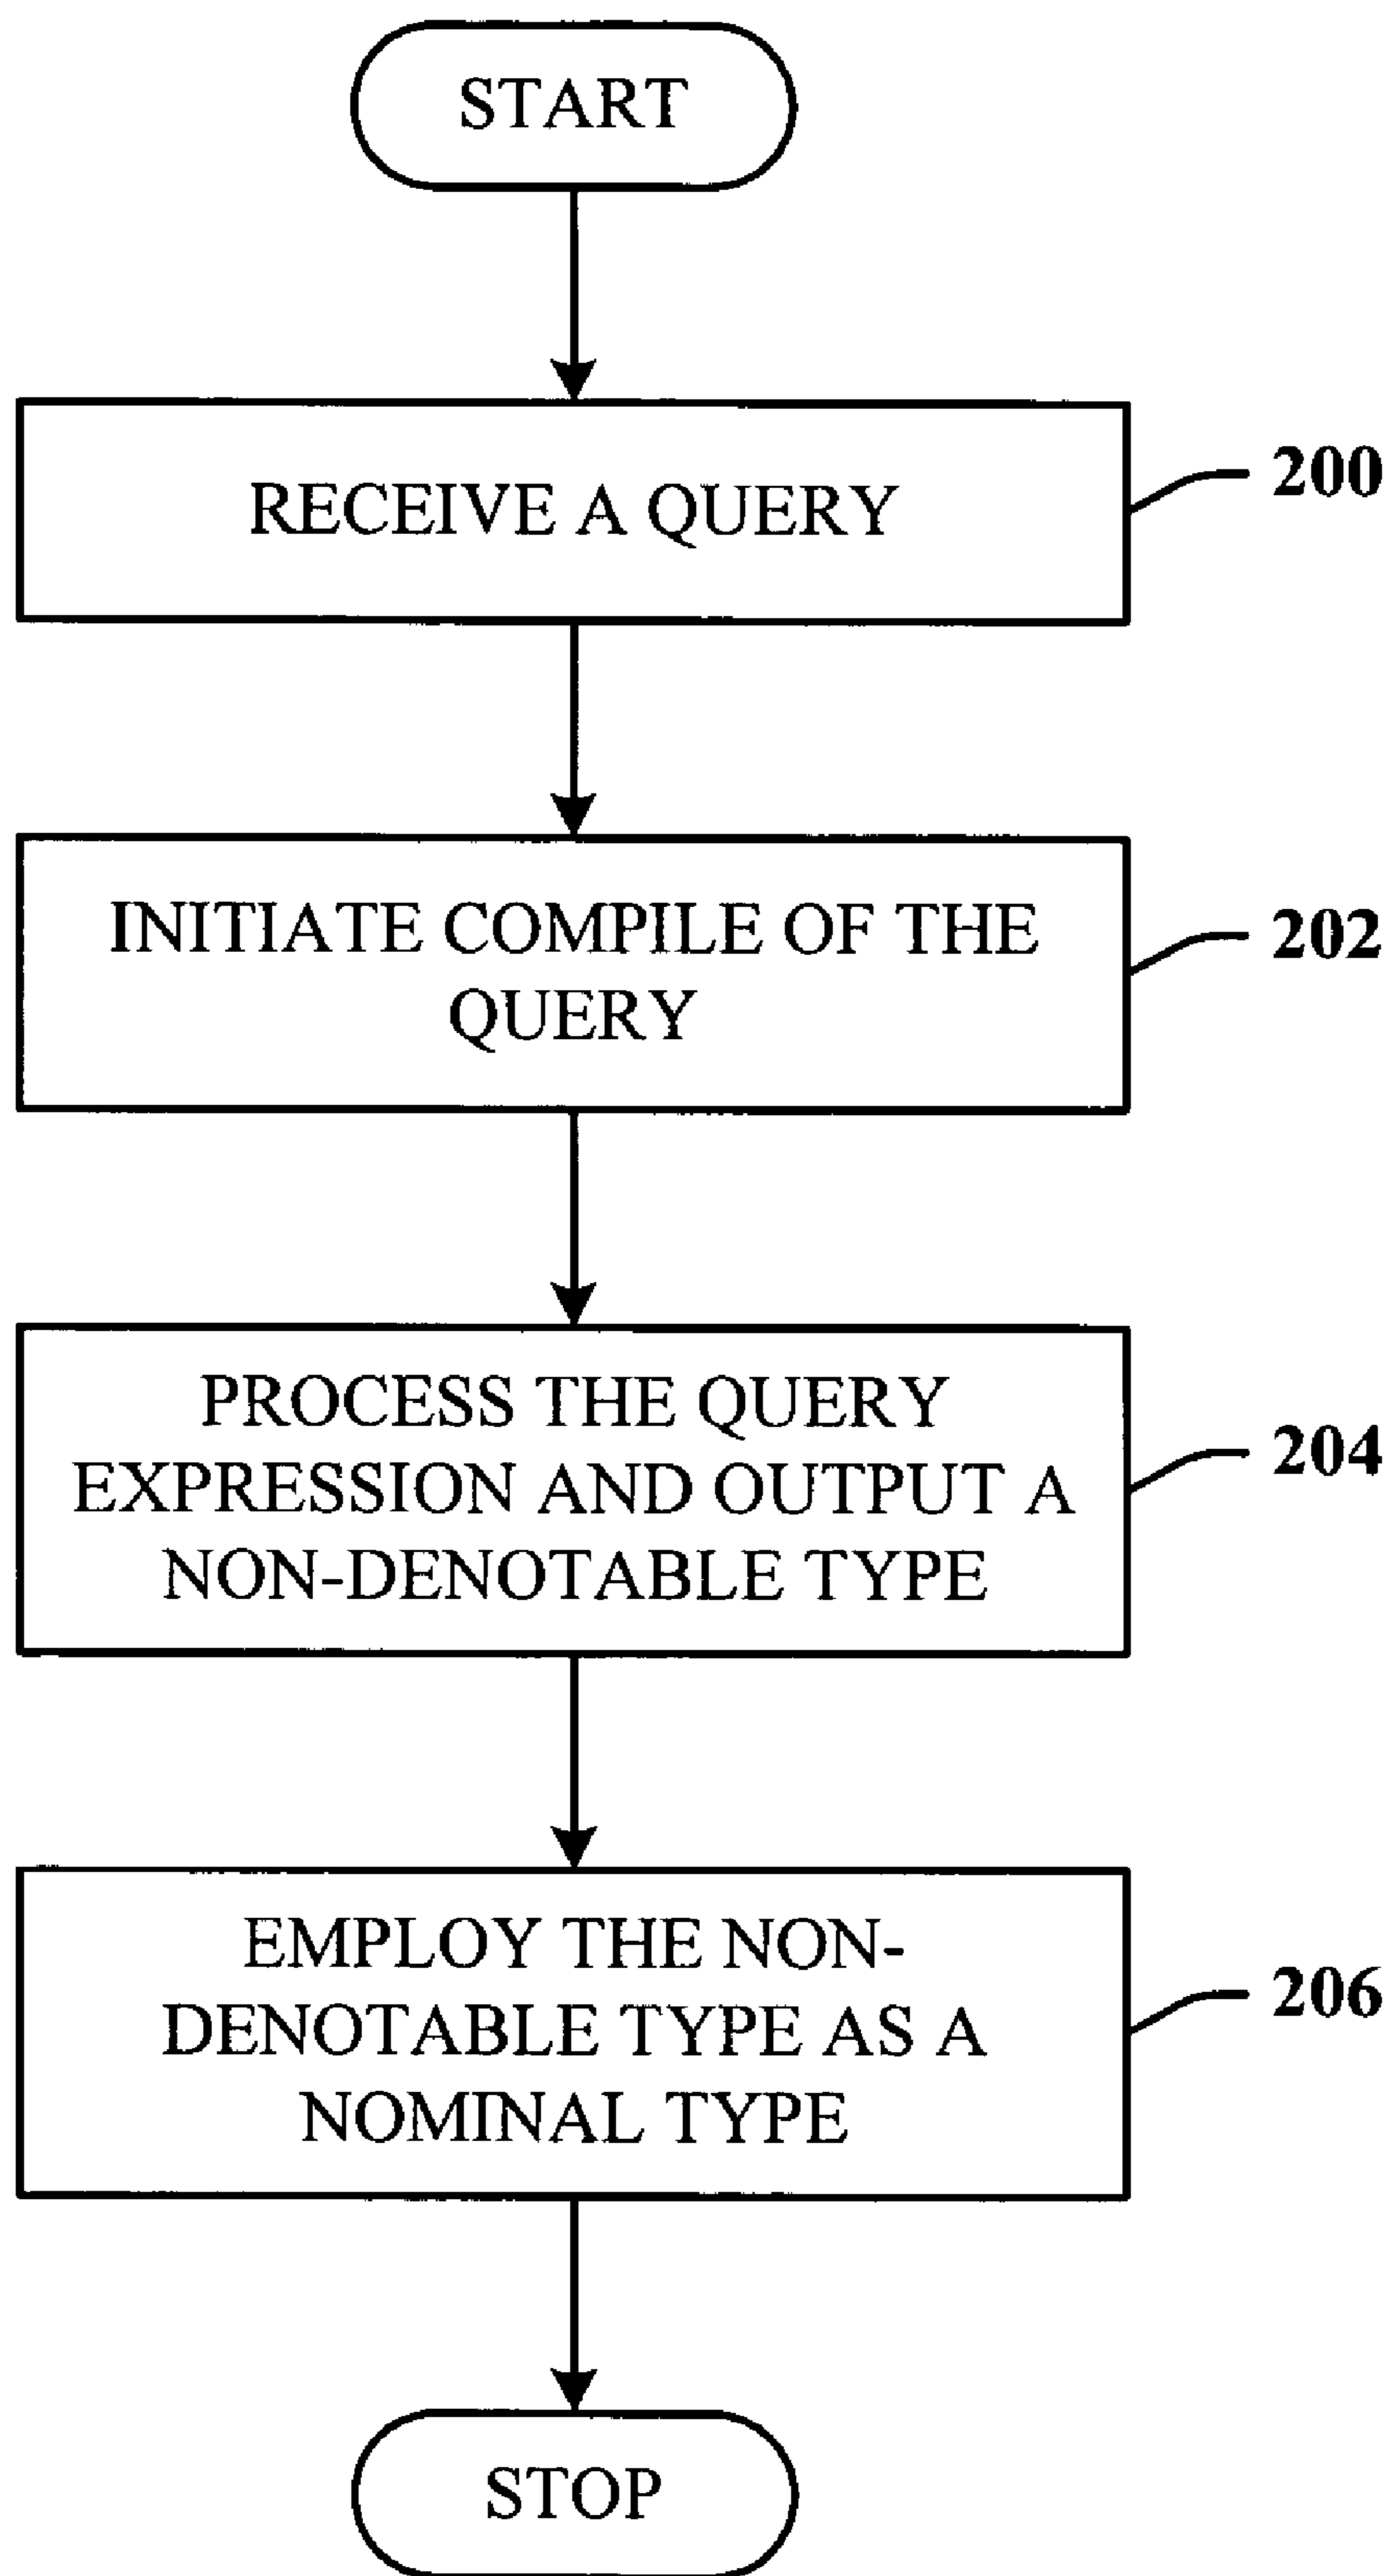 START
RECEIVE A QUERY
200
INITIATE COMPILE OF THE
QUERY
202
PROCESS THE QUERY
EXPRESSION AND OUTPUT A
NON-DENOTABLE TYPE
204
EMPLOY THE NON-
DENOTABLE TYPE AS A
NOMINAL TYPE
206
STOP